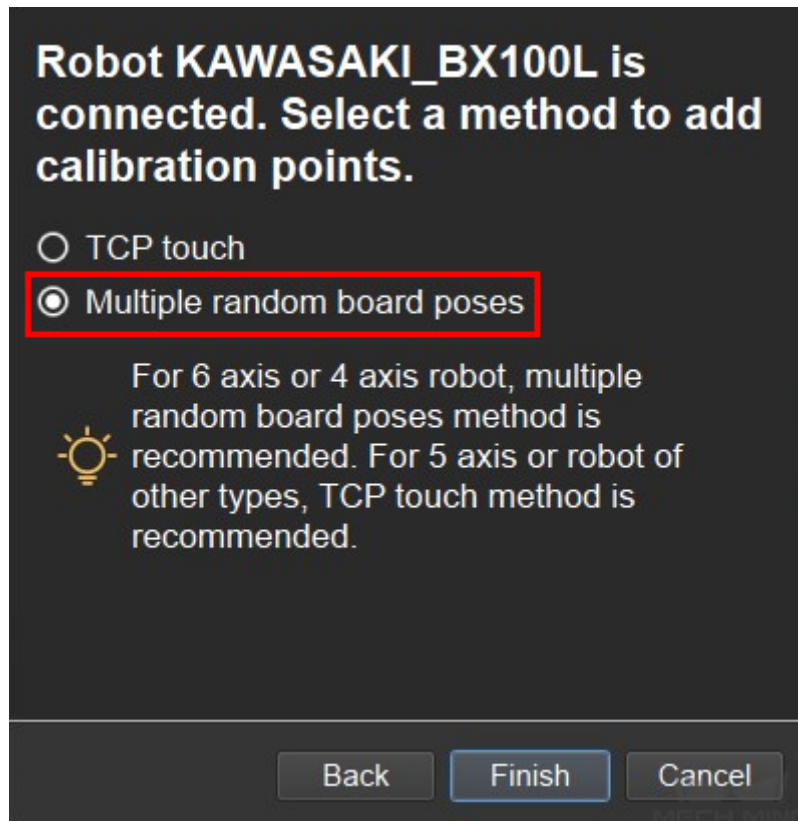 Robot KAWASAKI_BX100L is
connected. Select a method to add
calibration points.
TCP touch
Multiple random board poses
For 6 axis or 4 axis robot, multiple
random board poses method is
recommended. For 5 axis or robot of
other types, TCP touch method is
recommended.
Back Finish Cancel